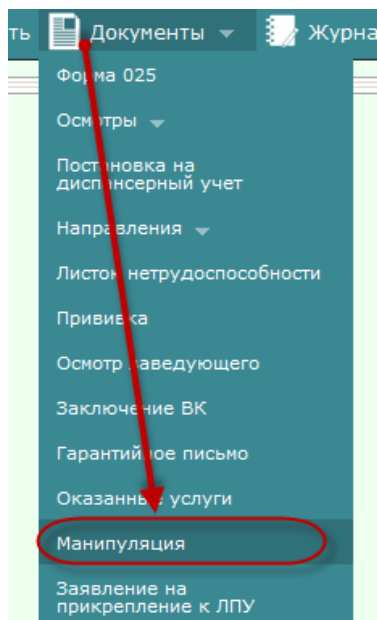 ть Документы Журна
Форма 025
Осмотры
Постановка на
диспансерный учет
Направления
Листок нетрудоспособности
Прививка
Осмотр заведующего
Заключение ВК
Гарантийное письмо
Оказанные услуги
Манипуляция
Заявление на
прикрепление к ЛПУ